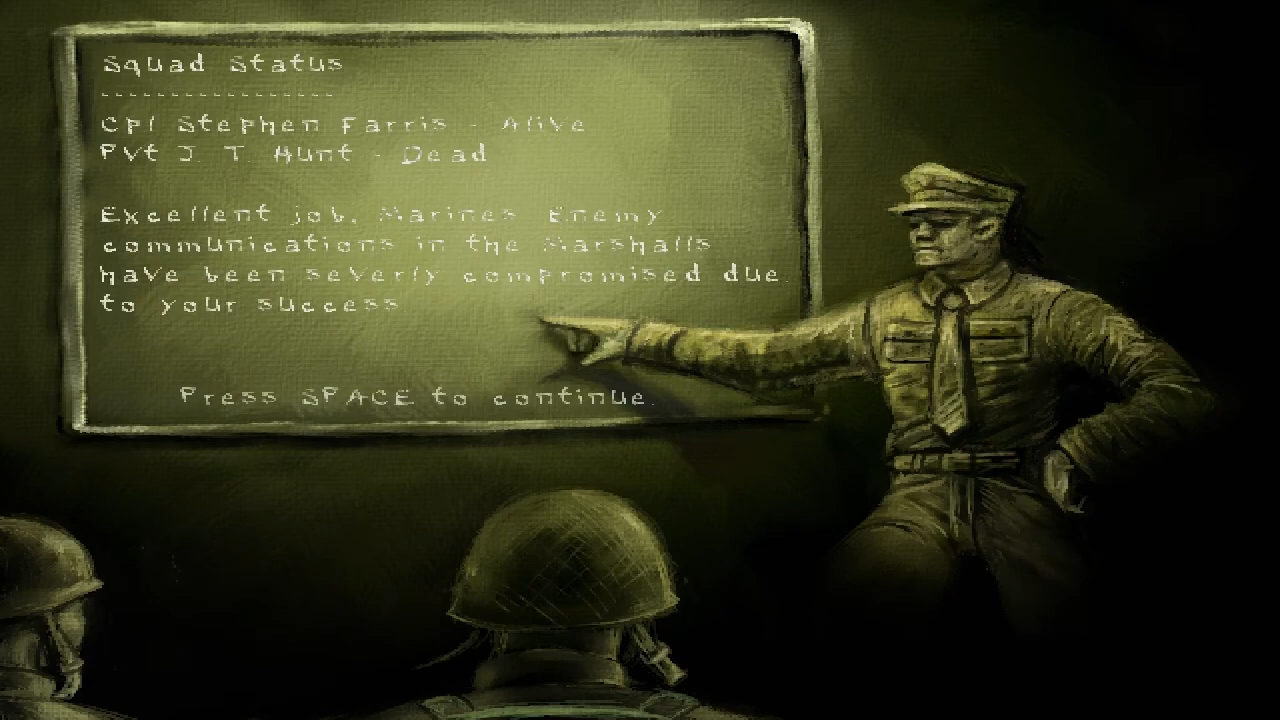 Squad Status
-----------------
Cpl Stephen Farris - Alive
Pvt J. T. Hunt - Dead
Excellent job, Marines. Enemy
communications in the Marshalls
have been severly compromised due
to your success.
Press SPACE to continue.